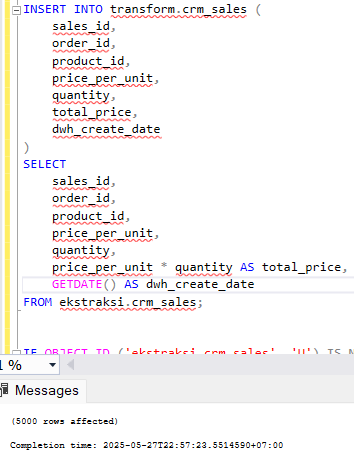 INSERT INTO transform.crm_sales (
sales_id,
order_id,
product_id,
price_per_unit,
quantity,
total_price,
dwh_create_date
)
SELECT
sales_id,
order_id,
product_id,
price_per_unit,
quantity,
price_per_unit * quantity AS total_price,
GETDATE() AS dwh_create_date
FROM ekstraksi.crm_sales;
IF OBJECT_ID ('ekstraksi.crm_sales', 'U') IS
1 %
Messages
(5000 rows affected)
Completion time: 2025-05-27T22:57:23.5514590+07:00